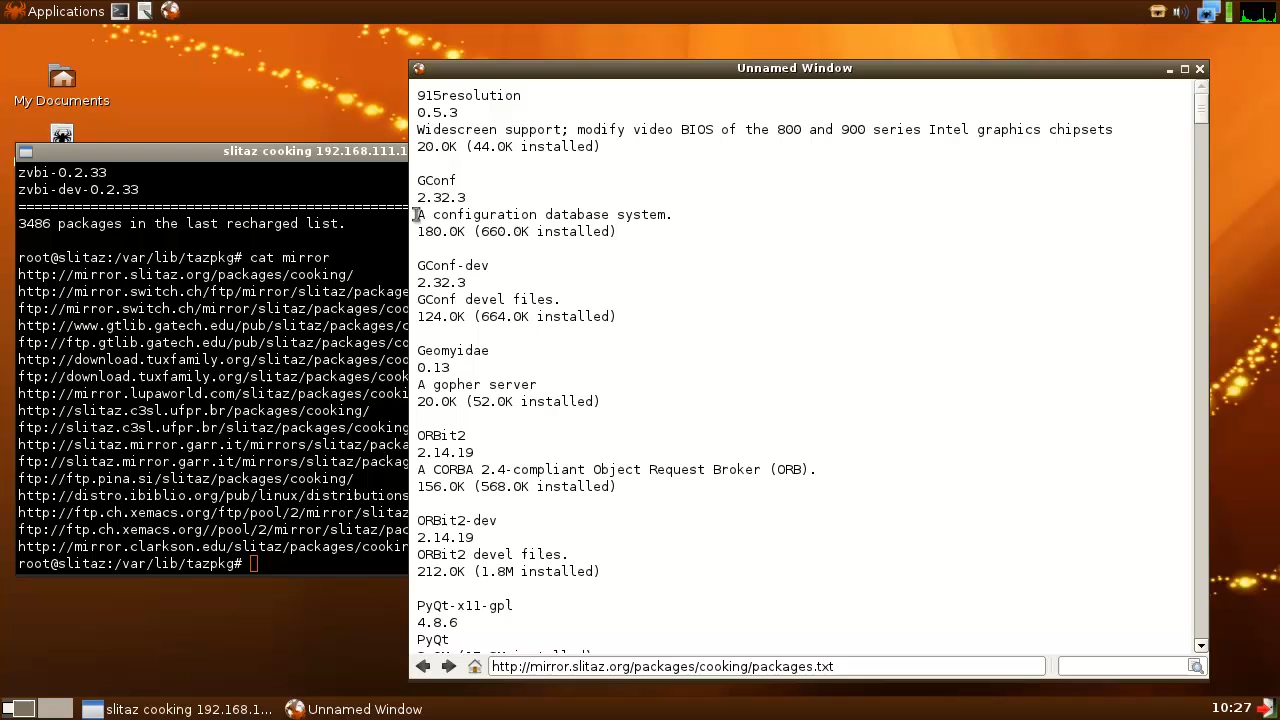 Applications
My Documents
slitaz cooking 192.168.111.1
zvbi-0.2.33
zvbi-dev-0.2.33
================================================
3486 packages in the last recharged list.
root@slitaz:/var/lib/tazpkg# cat mirror
http://mirror.slitaz.org/packages/cooking/
http://mirror.switch.ch/ftp/mirror/slitaz/package
ftp://mirror.switch.ch/mirror/slitaz/packages/coo
http://www.gtlib.gatech.edu/pub/slitaz/packages/c
ftp://ftp.gtlib.gatech.edu/pub/slitaz/packages/co
http://download.tuxfamily.org/slitaz/packages/coo
ftp://download.tuxfamily.org/slitaz/packages/cook
http://mirror.lupaworld.com/slitaz/packages/cooki
http://slitaz.c3sl.ufpr.br/packages/cooking/
ftp://slitaz.c3sl.ufpr.br/slitaz/packages/cooking
http://slitaz.mirror.garr.it/mirrors/slitaz/packa
ftp://slitaz.mirror.garr.it/mirrors/slitaz/packag
ftp://ftp.pina.si/slitaz/packages/cooking/
http://distro.ibiblio.org/pub/linux/distributions
http://ftp.ch.xemacs.org/ftp/pool/2/mirror/slitaz
ftp://ftp.ch.xemacs.org//pool/2/mirror/slitaz/pac
http://mirror.clarkson.edu/slitaz/packages/cookin
root@slitaz:/var/lib/tazpkg#
Unnamed Window
915resolution
0.5.3
Widescreen support; modify video BIOS of the 800 and 900 series Intel graphics chipsets
20.0K (44.0K installed)
GConf
2.32.3
A configuration database system.
180.0K (660.0K installed)
GConf-dev
2.32.3
GConf devel files.
124.0K (664.0K installed)
Geomyidae
0.13
A gopher server
20.0K (52.0K installed)
ORBit2
2.14.19
A CORBA 2.4-compliant Object Request Broker (ORB).
156.0K (568.0K installed)
ORBit2-dev
2.14.19
ORBit2 devel files.
212.0K (1.8M installed)
PyQt-x11-gpl
4.8.6
PyQt
http://mirror.slitaz.org/packages/cooking/packages.txt
slitaz cooking 192.168.1...
Unnamed Window
10:27